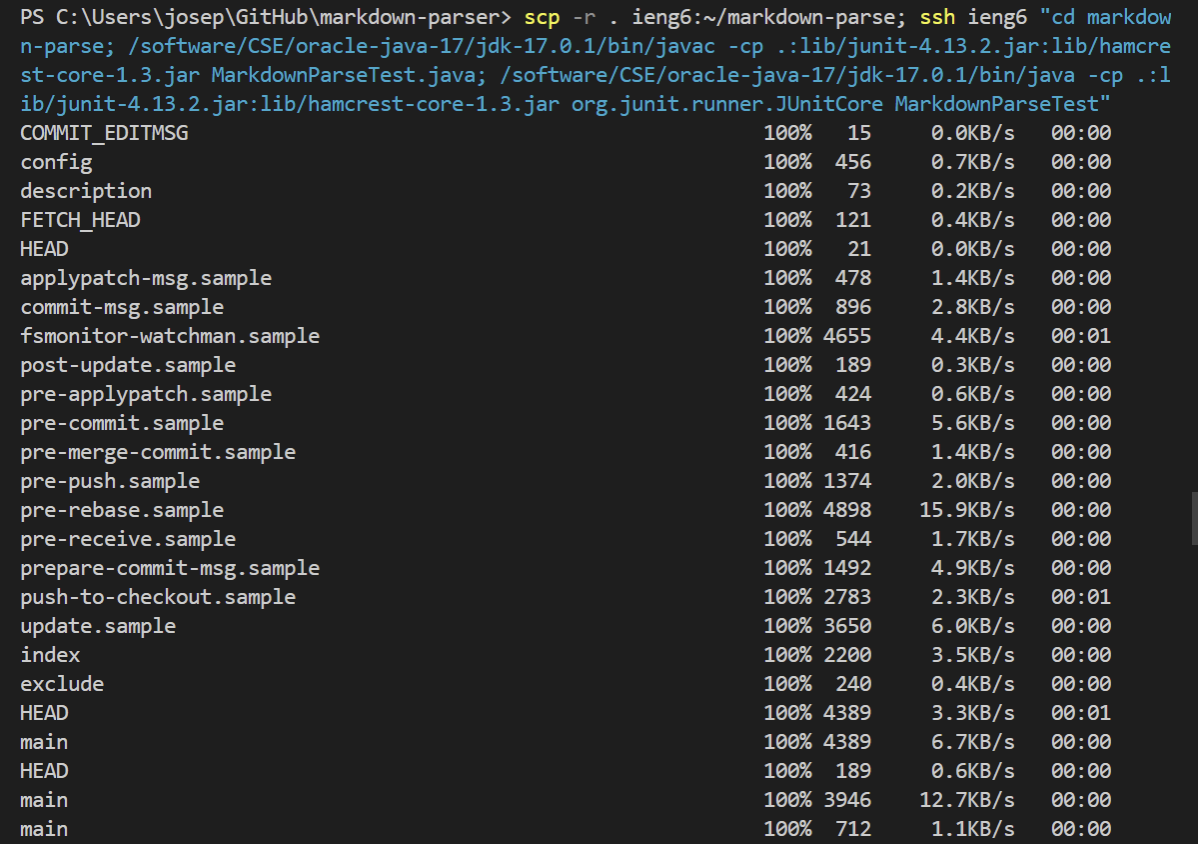 PS C:\Users\josep\GitHub\markdown-parser> scp -r . ieng6:~/markdown-parse; ssh ieng6 "cd markdow
n-parse; /software/CSE/oracle-java-17/jdk-17.0.1/bin/javac -cp .:lib/junit-4.13.2.jar:lib/hamcre
st-core-1.3.jar MarkdownParseTest.java; /software/CSE/oracle-java-17/jdk-17.0.1/bin/java -cp .:l
ib/junit-4.13.2.jar:lib/hamcrest-core-1.3.jar org.junit.runner.JUnitCore MarkdownParseTest"
COMMIT_EDITMSG 100% 15 0.0KB/s 00:00
config 100% 456 0.7KB/s 00:00
description 100% 73 0.2KB/s 00:00
FETCH_HEAD 100% 121 0.4KB/s 00:00
HEAD 100% 21 0.0KB/s 00:00
applypatch-msg.sample 100% 478 1.4KB/s 00:00
commit-msg.sample 100% 896 2.8KB/s 00:00
fsmonitor-watchman.sample 100% 4655 4.4KB/s 00:01
post-update.sample 100% 189 0.3KB/s 00:00
pre-applypatch.sample 100% 424 0.6KB/s 00:00
pre-commit.sample 100% 1643 5.6KB/s 00:00
pre-merge-commit.sample 100% 416 1.4KB/s 00:00
pre-push.sample 100% 1374 2.0KB/s 00:00
pre-rebase.sample 100% 4898 15.9KB/s 00:00
pre-receive.sample 100% 544 1.7KB/s 00:00
prepare-commit-msg.sample 100% 1492 4.9KB/s 00:00
push-to-checkout.sample 100% 2783 2.3KB/s 00:01
update.sample 100% 3650 6.0KB/s 00:00
index 100% 2200 3.5KB/s 00:00
exclude 100% 240 0.4KB/s 00:00
HEAD 100% 4389 3.3KB/s 00:01
main 100% 4389 6.7KB/s 00:00
HEAD 100% 189 0.6KB/s 00:00
main 100% 3946 12.7KB/s 00:00
main 100% 712 1.1KB/s 00:00